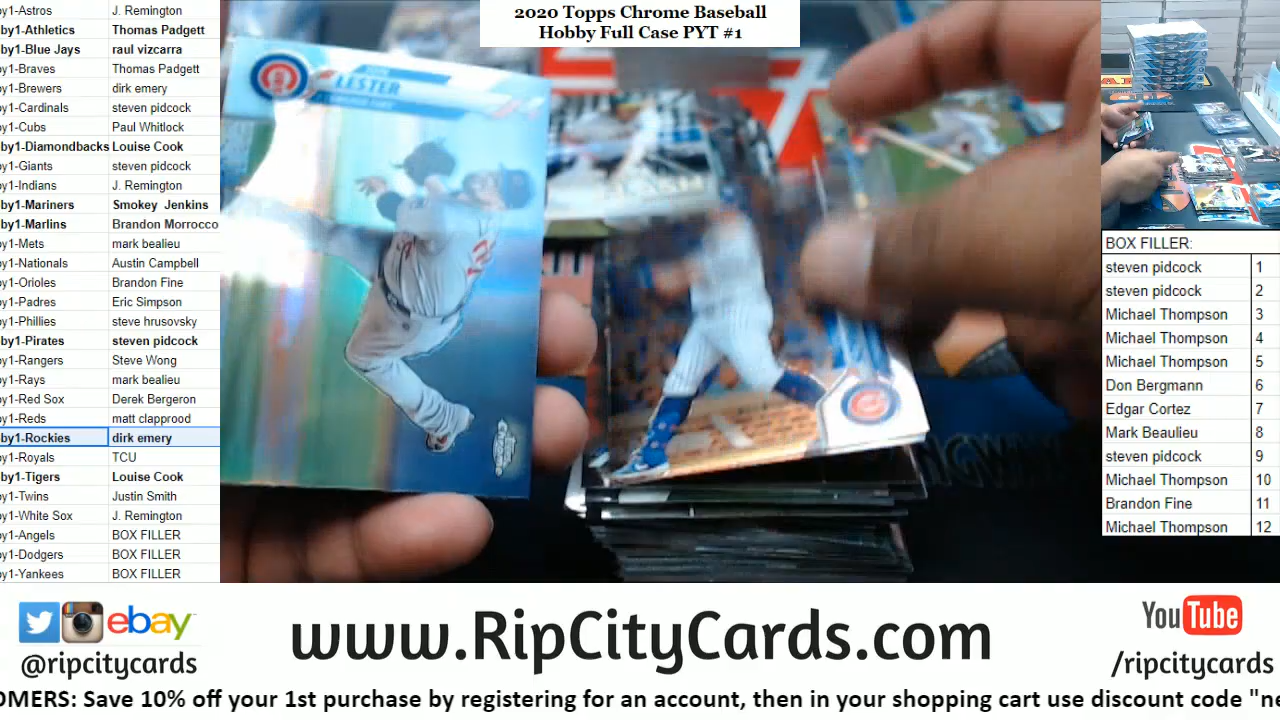 2020 Topps Chrome Baseball
Hobby Full Case PYT #1
by1-Astros J. Remington
by1-Athletics Thomas Padgett
by1-Blue Jays raul vizcarra
by1-Braves Thomas Padgett
by1-Brewers dirk emery
by1-Cardinals steven pidcock
by1-Cubs Paul Whitlock
by1-Diamondbacks Louise Cook
by1-Giants steven pidcock
by1-Indians J. Remington
by1-Mariners Smokey Jenkins
by1-Marlins Brandon Morrocco
by1-Mets mark bealieu
by1-Nationals Austin Campbell
by1-Orioles Brandon Fine
by1-Padres Eric Simpson
by1-Phillies steve hrusovsky
by1-Pirates steven pidcock
by1-Rangers Steve Wong
by1-Rays mark bealieu
by1-Red Sox Derek Bergeron
by1-Reds matt clapprood
by1-Rockies dirk emery
by1-Royals TCU
by1-Tigers Louise Cook
by1-Twins Justin Smith
by1-White Sox J. Remington
by1-Angels BOX FILLER
by1-Dodgers BOX FILLER
by1-Yankees BOX FILLER
LESTER
BOX FILLER:
steven pidcock 1
steven pidcock 2
Michael Thompson 3
Michael Thompson 4
Michael Thompson 5
Don Bergmann 6
Edgar Cortez 7
Mark Beaulieu 8
steven pidcock 9
Michael Thompson 10
Brandon Fine 11
Michael Thompson 12
ebay
@ripcitycards
www.RipCityCards.com
YouTube
/ripcitycards
OMERS: Save 10% off your 1st purchase by registering for an account, then in your shopping cart use discount code "ne